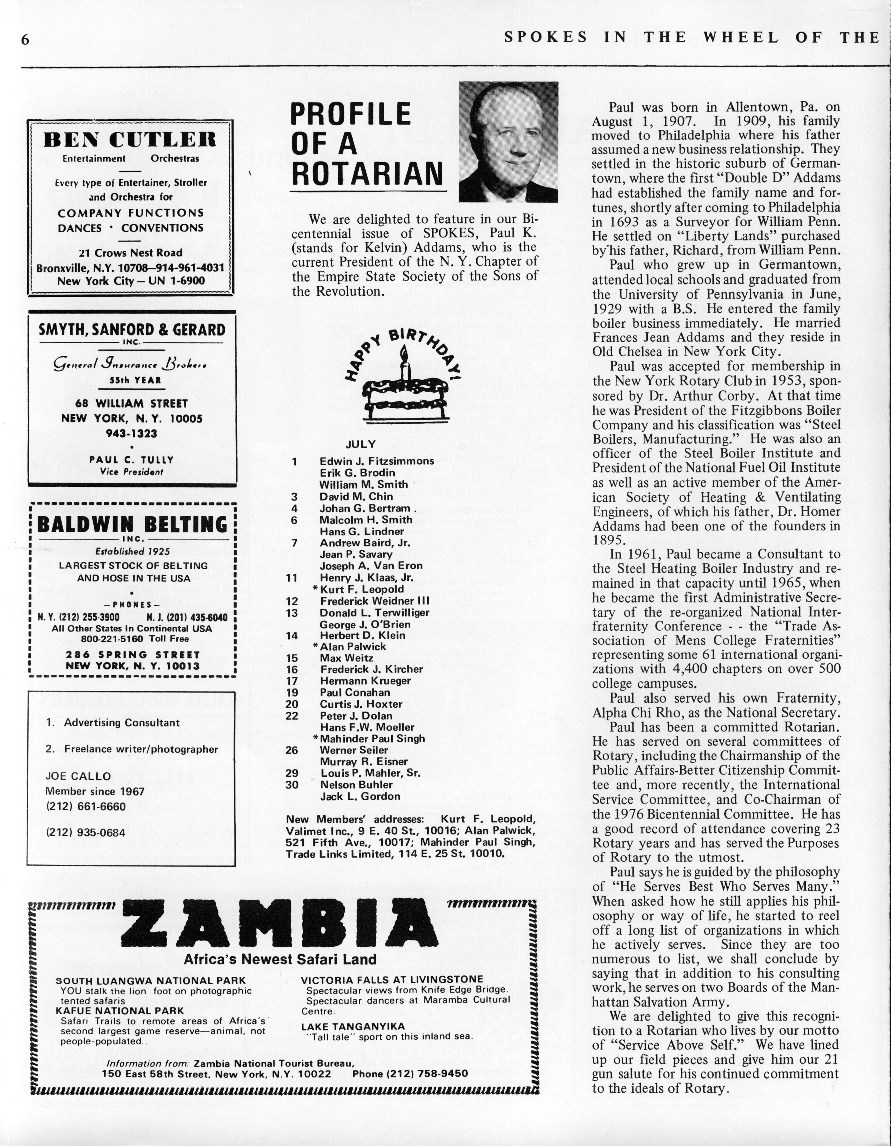 6
SPOKES IN THE WHEEL OF THE
BEN CUTLER
Entertainment Orchestras
Every type of Entertainer, Stroller
and Orchestra for
COMPANY FUNCTIONS
DANCES · CONVENTIONS
21 Crows Nest Road
Bronxville, N.Y. 10708—914-961-4031
New York City — UN 1-6900
SMYTH, SANFORD & GERARD
INC.
General Insurance Brokers
55th YEAR
68 WILLIAM STREET
NEW YORK, N. Y. 10005
943-1323
PAUL C. TULLY
Vice President
BALDWIN BELTING
INC.
Established 1925
LARGEST STOCK OF BELTING
AND HOSE IN THE USA
—PHONES—
N. Y. (212) 255-3900 N. J. (201) 435-6040
All Other States In Continental USA
800-221-5160 Toll Free
286 SPRING STREET
NEW YORK, N. Y. 10013
1. Advertising Consultant
2. Freelance writer/photographer
JOE CALLO
Member since 1967
(212) 661-6660
(212) 935-0684
PROFILE
OF A
ROTARIAN
We are delighted to feature in our Bi-
centennial issue of SPOKES, Paul K.
(stands for Kelvin) Addams, who is the
current President of the N. Y. Chapter of
the Empire State Society of the Sons of
the Revolution.
HAPPY BIRTHDAY!
JULY
1 Edwin J. Fitzsimmons
Erik G. Brodin
William M. Smith
3 David M. Chin
4 Johan G. Bertram .
6 Malcolm H. Smith
Hans G. Lindner
7 Andrew Baird, Jr.
Jean P. Savary
Joseph A. Van Eron
11 Henry J. Klaas, Jr.
*Kurt F. Leopold
12 Frederick Weidner III
13 Donald L. Terwilliger
George J. O'Brien
14 Herbert D. Klein
*Alan Palwick
15 Max Weitz
16 Frederick J. Kircher
17 Hermann Krueger
19 Paul Conahan
20 Curtis J. Hoxter
22 Peter J. Dolan
Hans F.W. Moeller
*Mahinder Paul Singh
26 Werner Seiler
Murray R. Eisner
29 Louis P. Mahler, Sr.
30 Nelson Buhler
Jack L. Gordon
New Members' addresses: Kurt F. Leopold,
Valimet Inc., 9 E. 40 St., 10016; Alan Palwick,
521 Fifth Ave., 10017; Mahinder Paul Singh,
Trade Links Limited, 114 E. 25 St. 10010.
ZAMBIA
Africa's Newest Safari Land
SOUTH LUANGWA NATIONAL PARK
YOU stalk the lion foot on photographic
tented safaris
KAFUE NATIONAL PARK
Safari Trails to remote areas of Africa's
second largest game reserve—animal, not
people-populated.
VICTORIA FALLS AT LIVINGSTONE
Spectacular views from Knife Edge Bridge.
Spectacular dancers at Maramba Cultural
Centre.
LAKE TANGANYIKA
"Tall tale" sport on this inland sea.
Information from: Zambia National Tourist Bureau,
150 East 58th Street, New York, N.Y. 10022 Phone (212) 758-9450
Paul was born in Allentown, Pa. on
August 1, 1907. In 1909, his family
moved to Philadelphia where his father
assumed a new business relationship. They
settled in the historic suburb of German-
town, where the first "Double D" Addams
had established the family name and for-
tunes, shortly after coming to Philadelphia
in 1693 as a Surveyor for William Penn.
He settled on "Liberty Lands" purchased
by his father, Richard, from William Penn.
Paul who grew up in Germantown,
attended local schools and graduated from
the University of Pennsylvania in June,
1929 with a B.S. He entered the family
boiler business immediately. He married
Frances Jean Addams and they reside in
Old Chelsea in New York City.
Paul was accepted for membership in
the New York Rotary Club in 1953, spon-
sored by Dr. Arthur Corby. At that time
he was President of the Fitzgibbons Boiler
Company and his classification was "Steel
Boilers, Manufacturing." He was also an
officer of the Steel Boiler Institute and
President of the National Fuel Oil Institute
as well as an active member of the Amer-
ican Society of Heating & Ventilating
Engineers, of which his father, Dr. Homer
Addams had been one of the founders in
1895.
In 1961, Paul became a Consultant to
the Steel Heating Boiler Industry and re-
mained in that capacity until 1965, when
he became the first Administrative Secre-
tary of the re-organized National Inter-
fraternity Conference - - the "Trade As-
sociation of Mens College Fraternities"
representing some 61 international organi-
zations with 4,400 chapters on over 500
college campuses.
Paul also served his own Fraternity,
Alpha Chi Rho, as the National Secretary.
Paul has been a committed Rotarian.
He has served on several committees of
Rotary, including the Chairmanship of the
Public Affairs-Better Citizenship Commit-
tee and, more recently, the International
Service Committee, and Co-Chairman of
the 1976 Bicentennial Committee. He has
a good record of attendance covering 23
Rotary years and has served the Purposes
of Rotary to the utmost.
Paul says he is guided by the philosophy
of "He Serves Best Who Serves Many."
When asked how he still applies his phil-
osophy or way of life, he started to reel
off a long list of organizations in which
he actively serves. Since they are too
numerous to list, we shall conclude by
saying that in addition to his consulting
work, he serves on two Boards of the Man-
hattan Salvation Army.
We are delighted to give this recogni-
tion to a Rotarian who lives by our motto
of "Service Above Self." We have lined
up our field pieces and give him our 21
gun salute for his continued commitment
to the ideals of Rotary.